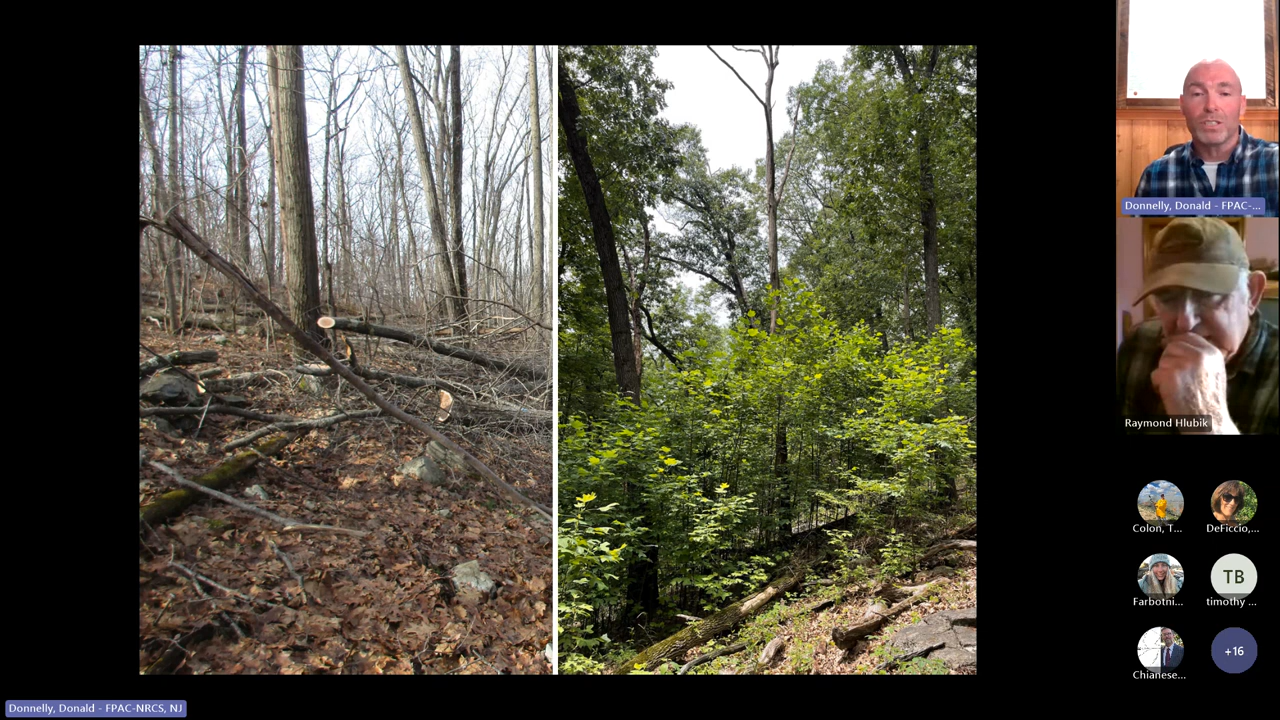 Donnelly, Donald - FPAC-...
Raymond Hlubik
Colon, T...
DeFiccio,...
Farbotni...
TB
timothy ...
Chianese...
+16
Donnelly, Donald - FPAC-NRCS, NJ